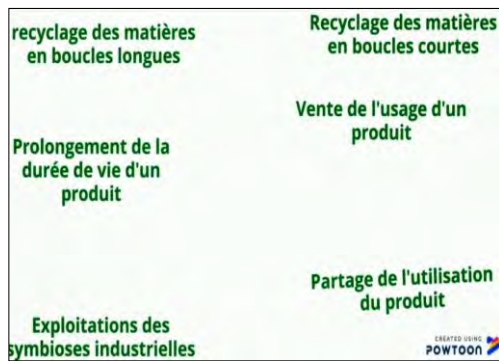 recyclage des matières
en boucles longues
Recyclage des matières
en boucles courtes
Vente de l'usage d'un
produit
Prolongement de la
durée de vie d'un
produit
Partage de l'utilisation
du produit
Exploitations des
symbioses industrielles
CREATED USING
POWTOON